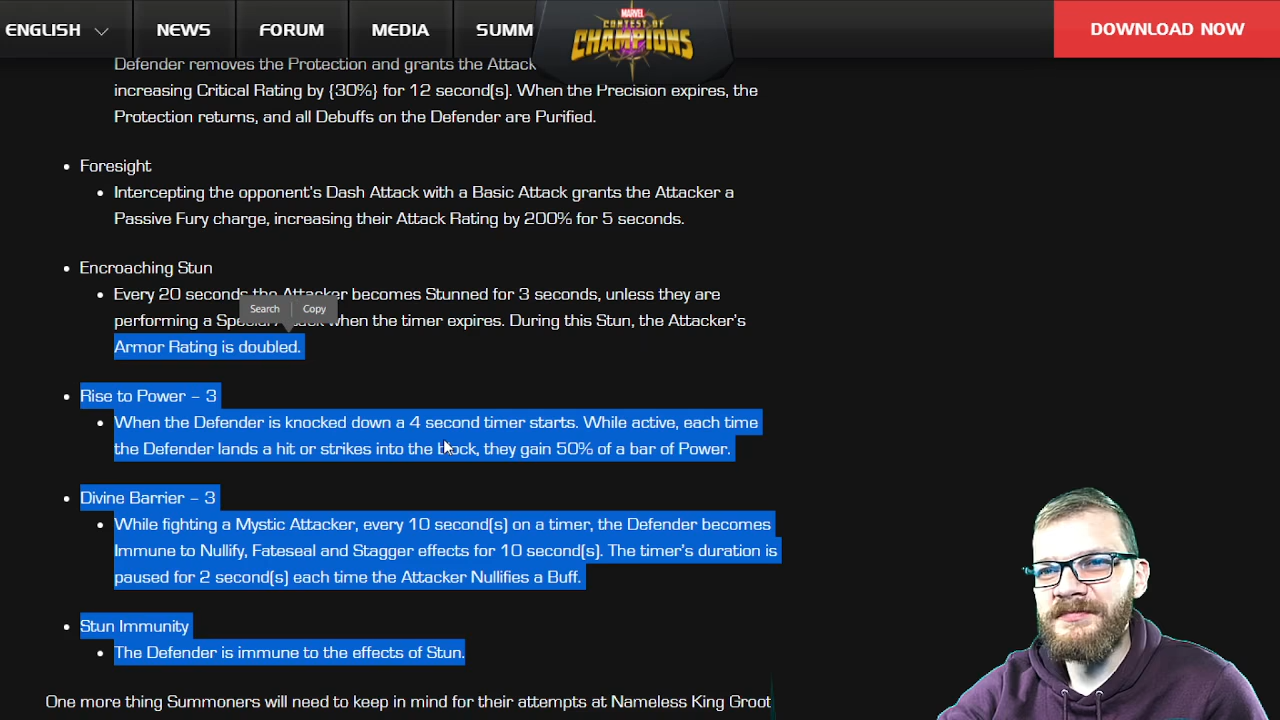 ENGLISH NEWS FORUM MEDIA SUMM MARVEL CONTEST OF CHAMPIONS DOWNLOAD NOW
Defender removes the Protection and grants the Attack
increasing Critical Rating by {30%} for 12 second(s). When the Precision expires, the
Protection returns, and all Debuffs on the Defender are Purified.
Foresight
Intercepting the opponent's Dash Attack with a Basic Attack grants the Attacker a
Passive Fury charge, increasing their Attack Rating by 200% for 5 seconds.
Encroaching Stun
Every 20 seconds the Attacker becomes Stunned for 3 seconds, unless they are
Search Copy
performing a Special Attack when the timer expires. During this Stun, the Attacker's
Armor Rating is doubled.
Rise to Power – 3
When the Defender is knocked down a 4 second timer starts. While active, each time
the Defender lands a hit or strikes into the block, they gain 50% of a bar of Power.
Divine Barrier – 3
While fighting a Mystic Attacker, every 10 second(s) on a timer, the Defender becomes
Immune to Nullify, Fateseal and Stagger effects for 10 second(s). The timer's duration is
paused for 2 second(s) each time the Attacker Nullifies a Buff.
Stun Immunity
The Defender is immune to the effects of Stun.
One more thing Summoners will need to keep in mind for their attempts at Nameless King Groot